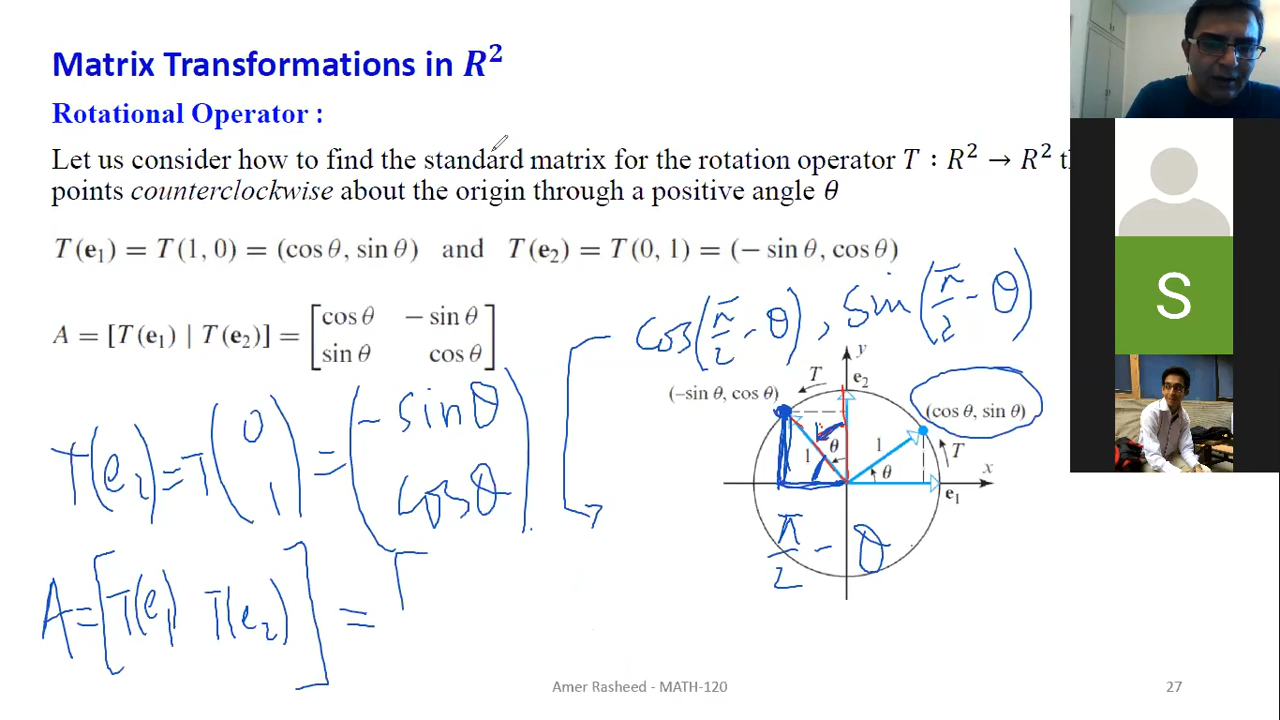 Matrix Transformations in R²
Rotational Operator :
Let us consider how to find the standard matrix for the rotation operator T : R² → R² th
points counterclockwise about the origin through a positive angle θ
T(e₁) = T(1, 0) = (cos θ, sin θ) and T(e₂) = T(0, 1) = (− sin θ, cos θ)
A = [T(e₁) | T(e₂)] = [cos θ − sin θ
sin θ cos θ]
cos(π/2 − θ), sin(π/2 − θ)
T(e₂) = T(0
1) = (− sin θ
cos θ)
A = [T(e₁) T(e₂)] = [
y
T
e₂
(−sin θ, cos θ)
(cos θ, sin θ)
1
θ
1
θ
T
x
e₁
π/2 − θ
S
Amer Rasheed - MATH-120
27